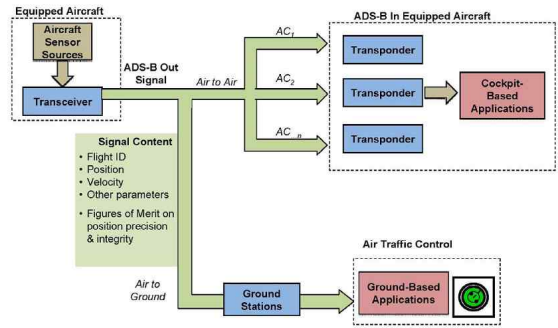 Equipped Aircraft
Aircraft
Sensor
Sources
Transceiver
ADS-B Out
Signal
Air to Air
AC1
AC2
AC n
ADS-B In Equipped Aircraft
Transponder
Transponder
Transponder
Cockpit-
Based
Applications
Signal Content
• Flight ID
• Position
• Velocity
• Other parameters
• Figures of Merit on
position precision
& integrity
Air to
Ground
Ground
Stations
Air Traffic Control
Ground-Based
Applications